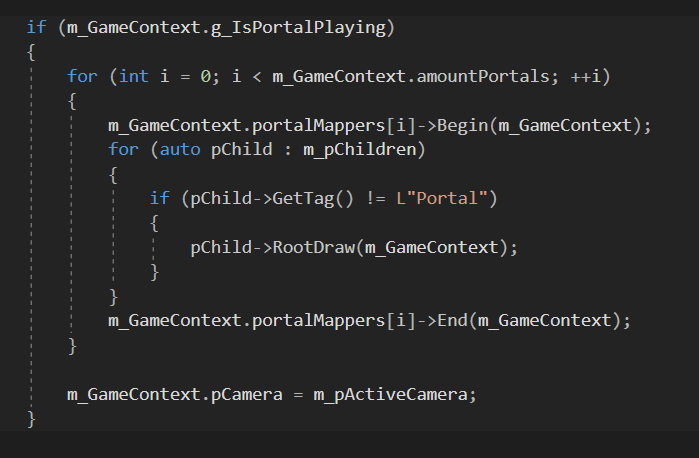 if (m_GameContext.g_IsPortalPlaying)
{
for (int i = 0; i < m_GameContext.amountPortals; ++i)
{
m_GameContext.portalMappers[i]->Begin(m_GameContext);
for (auto pChild : m_pChildren)
{
if (pChild->GetTag() != L"Portal")
{
pChild->RootDraw(m_GameContext);
}
}
m_GameContext.portalMappers[i]->End(m_GameContext);
}
m_GameContext.pCamera = m_pActiveCamera;
}